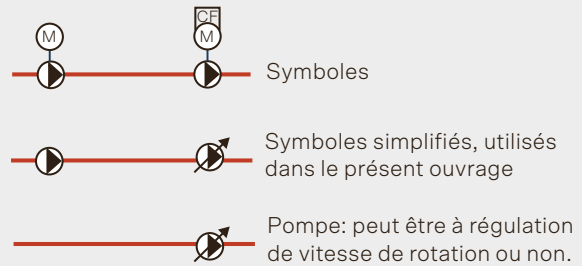 CF
M M
Symboles
Symboles simplifiés, utilisés
dans le présent ouvrage
Pompe: peut être à régulation
de vitesse de rotation ou non.